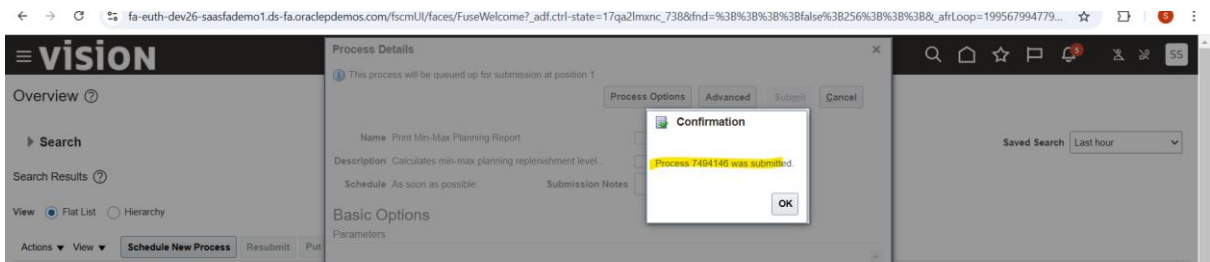 fa-euth-dev26-saasfademo1.ds-fa.oraclepdemos.com/fscmUI/faces/FuseWelcome?_adf.ctrl-state=17qa2lmxnc_738&fnd=%3B%3B%3B%3Bfalse%3B256%3B%3B%3B&_afrLoop=199567994779...
S
VISION
Process Details
SS
This process will be queued up for submission at position 1
Overview
Process Options Advanced Submit Cancel
Confirmation
Search
Name Print Min-Max Planning Report
Saved Search Last hour
Description Calculates min-max planning replenishment level...
Process 7494146 was submitted.
Search Results
Schedule As soon as possible Submission Notes
OK
View Flat List Hierarchy
Basic Options
Parameters
Actions View Schedule New Process Resubmit Put